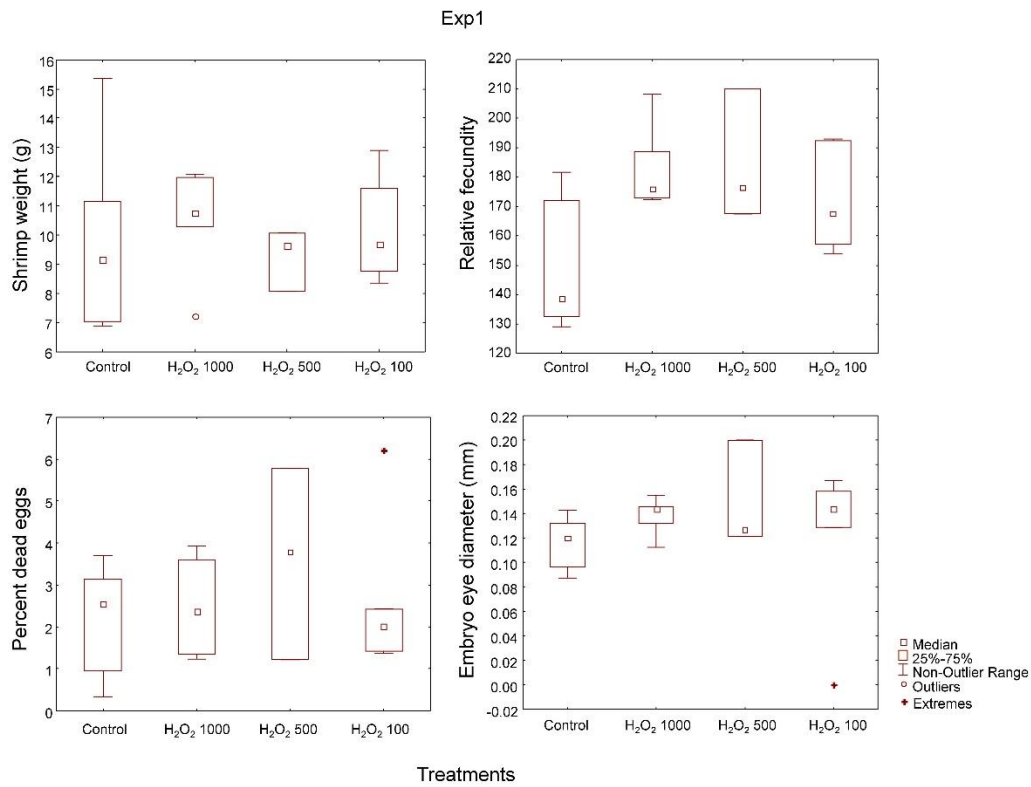 Exp1
Shrimp weight (g)
16
15
14
13
12
11
10
9
8
7
6
Control
H₂O₂ 1000
H₂O₂ 500
H₂O₂ 100
Relative fecundity
220
210
200
190
180
170
160
150
140
130
120
Control
H₂O₂ 1000
H₂O₂ 500
H₂O₂ 100
Percent dead eggs
7
6
5
4
3
2
1
0
Control
H₂O₂ 1000
H₂O₂ 500
H₂O₂ 100
Embryo eye diameter (mm)
0.22
0.20
0.18
0.16
0.14
0.12
0.10
0.08
0.06
0.04
0.02
0.00
-0.02
Control
H₂O₂ 1000
H₂O₂ 500
H₂O₂ 100
Median
25%-75%
Non-Outlier Range
Outliers
Extremes
Treatments